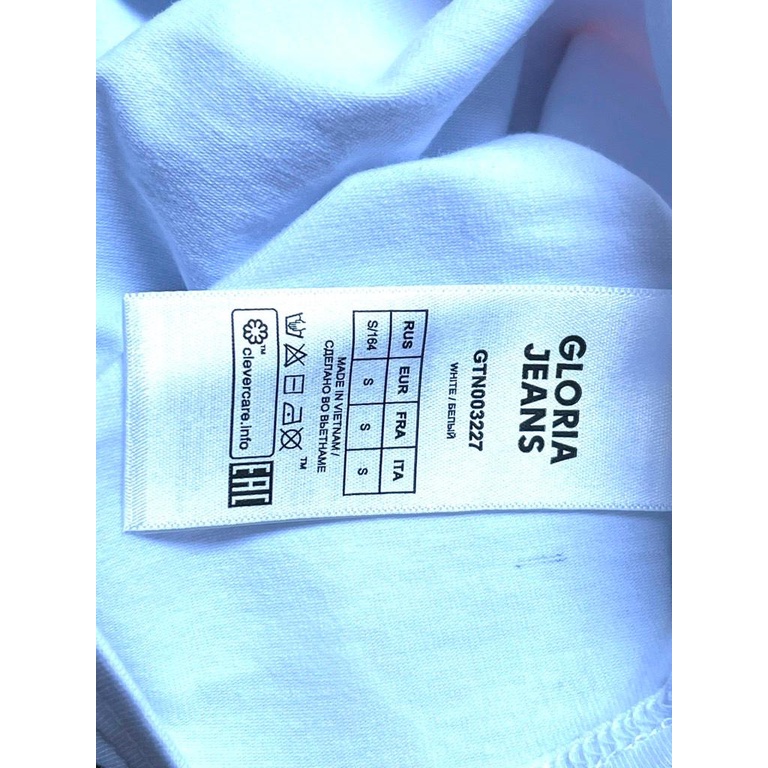 GLORIA
JEANS
GTN003227
WHITE / БЕЛЫЙ
RUS EUR FRA ITA
S/164 S S S
MADE IN VIETNAM /
СДЕЛАНО ВО ВЬЕТНАМЕ
TM
TM
clevercare.info
EAC